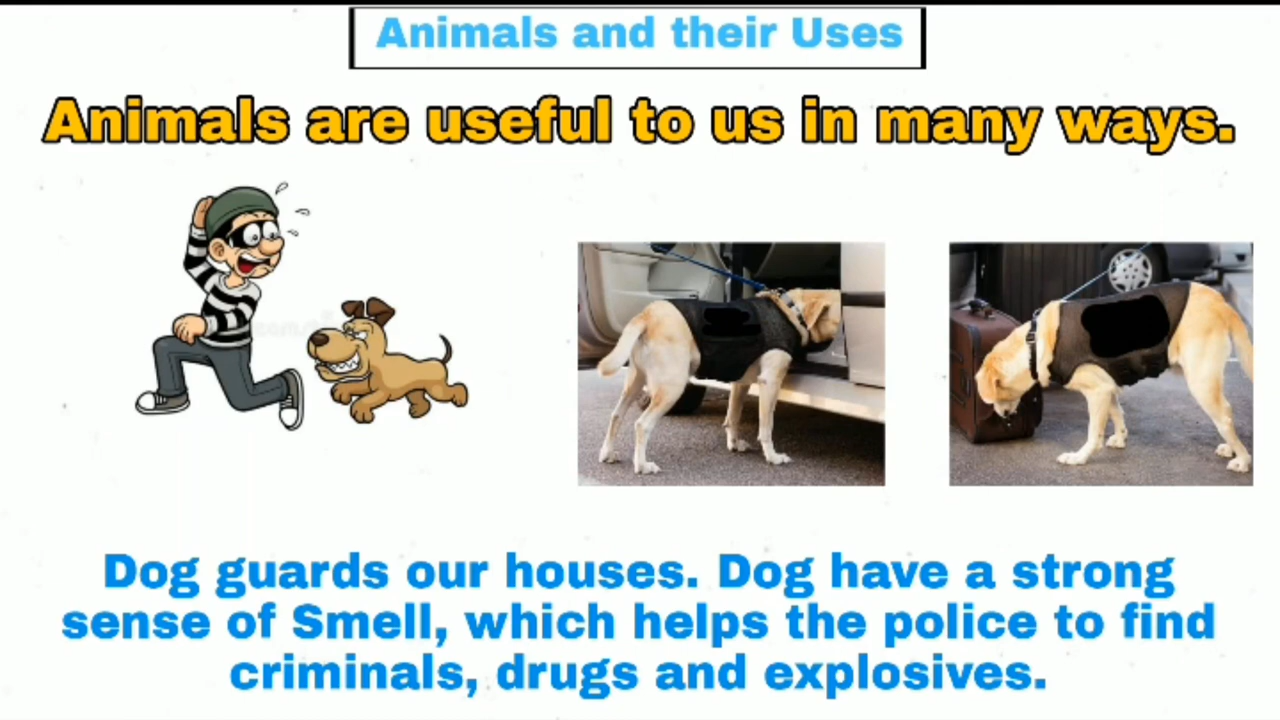 Animals and their Uses
Animals are useful to us in many ways.
Dog guards our houses. Dog have a strong
sense of Smell, which helps the police to find
criminals, drugs and explosives.